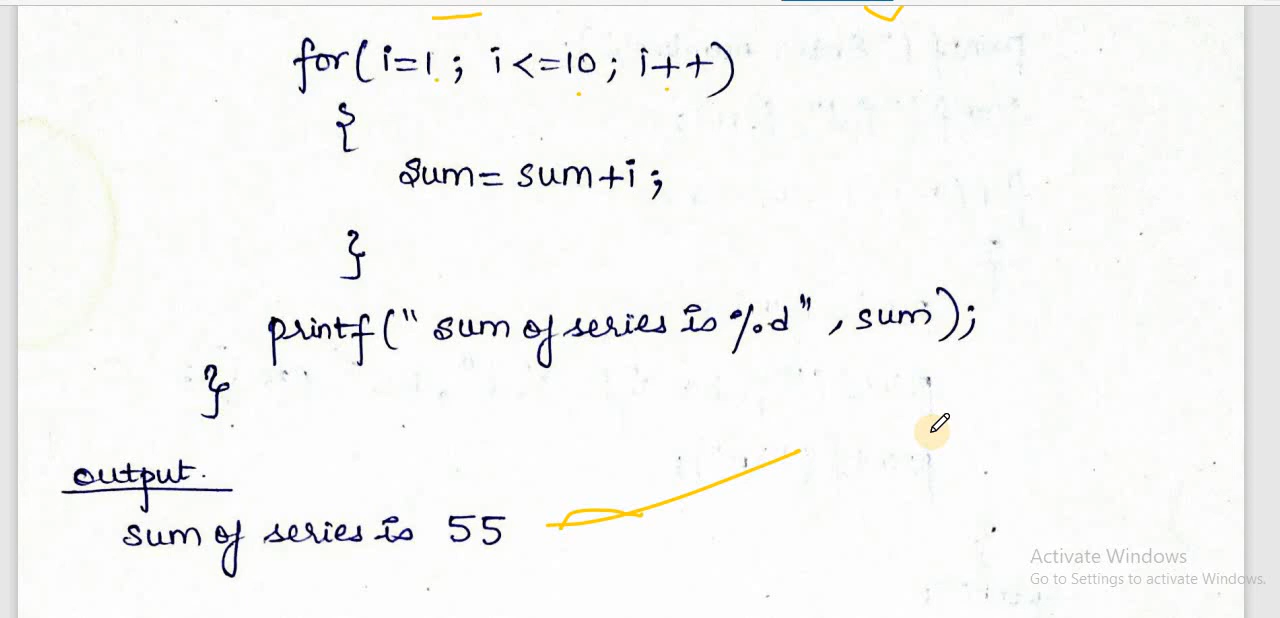 for(i=1; i<=10; i++)
{
sum=sum+i;
}
printf("sum of series is %d", sum);
}
output.
sum of series is 55
Activate Windows
Go to Settings to activate Windows.